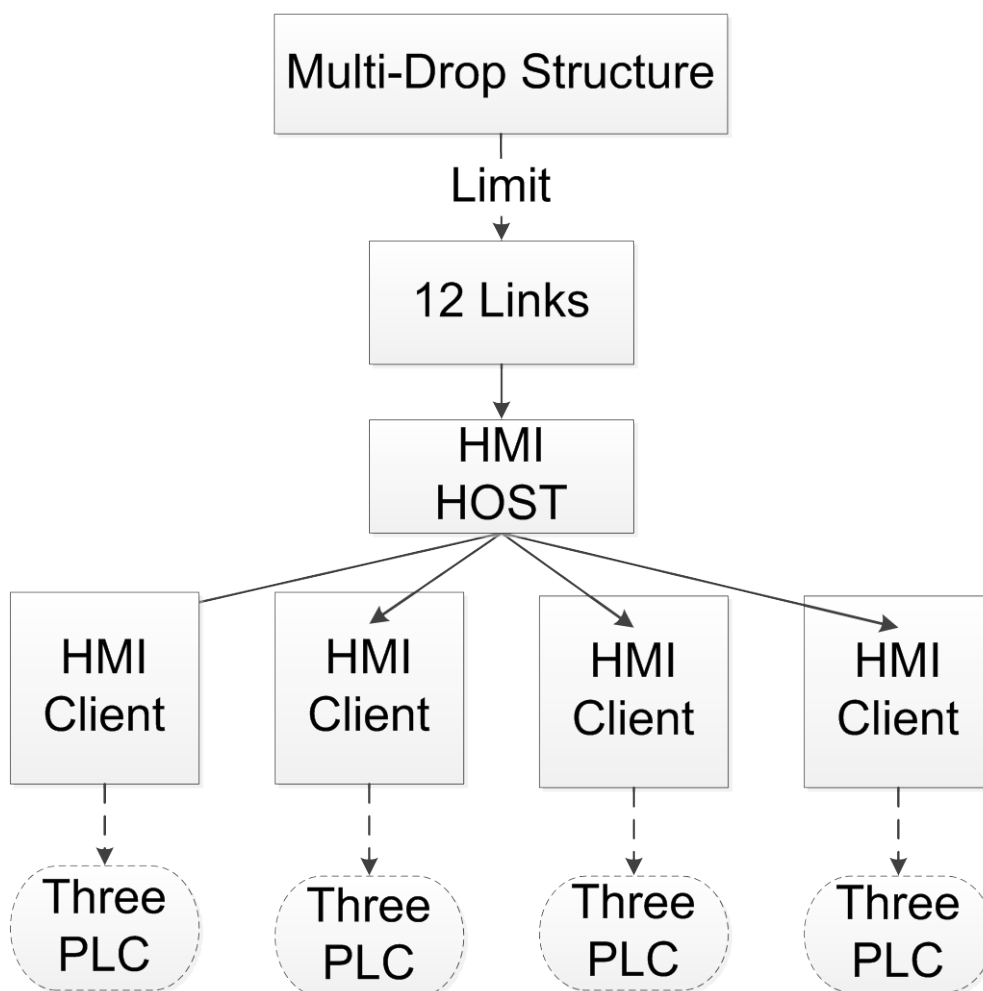 Multi-Drop Structure
Limit
12 Links
HMI
HOST
HMI
Client
HMI
Client
HMI
Client
HMI
Client
Three
PLC
Three
PLC
Three
PLC
Three
PLC